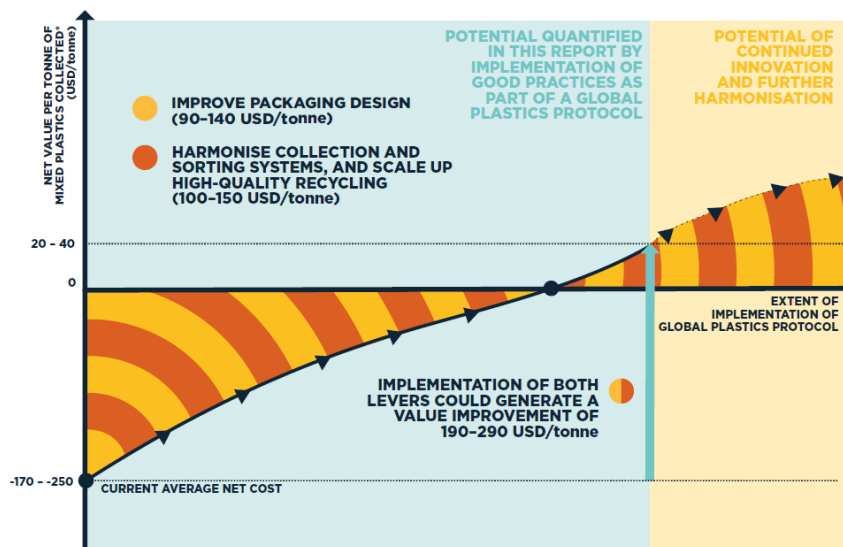 NET VALUE PER TONNE OF
MIXED PLASTICS COLLECTED*
(USD/tonne)
POTENTIAL QUANTIFIED
IN THIS REPORT BY
IMPLEMENTATION OF
GOOD PRACTICES AS
PART OF A GLOBAL
PLASTICS PROTOCOL
POTENTIAL OF
CONTINUED
INNOVATION
AND FURTHER
HARMONISATION
IMPROVE PACKAGING DESIGN
(90–140 USD/tonne)
HARMONISE COLLECTION AND
SORTING SYSTEMS, AND SCALE UP
HIGH-QUALITY RECYCLING
(100–150 USD/tonne)
20 – 40
0
EXTENT OF
IMPLEMENTATION OF
GLOBAL PLASTICS PROTOCOL
IMPLEMENTATION OF BOTH
LEVERS COULD GENERATE A
VALUE IMPROVEMENT OF
190–290 USD/tonne
-170 – -250
CURRENT AVERAGE NET COST